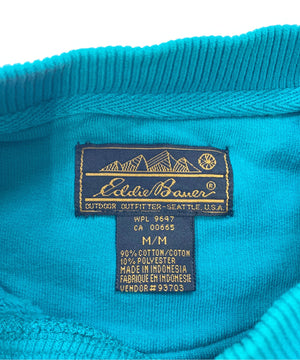 Eddie Bauer®
OUTDOOR OUTFITTER-SEATTLE, U.S.A.
WPL 9647
CA 00665
M/M
90% COTTON/COTON
10% POLYESTER
MADE IN INDONESIA
FABRIQUE EN INDONESIE
VENDOR #93703